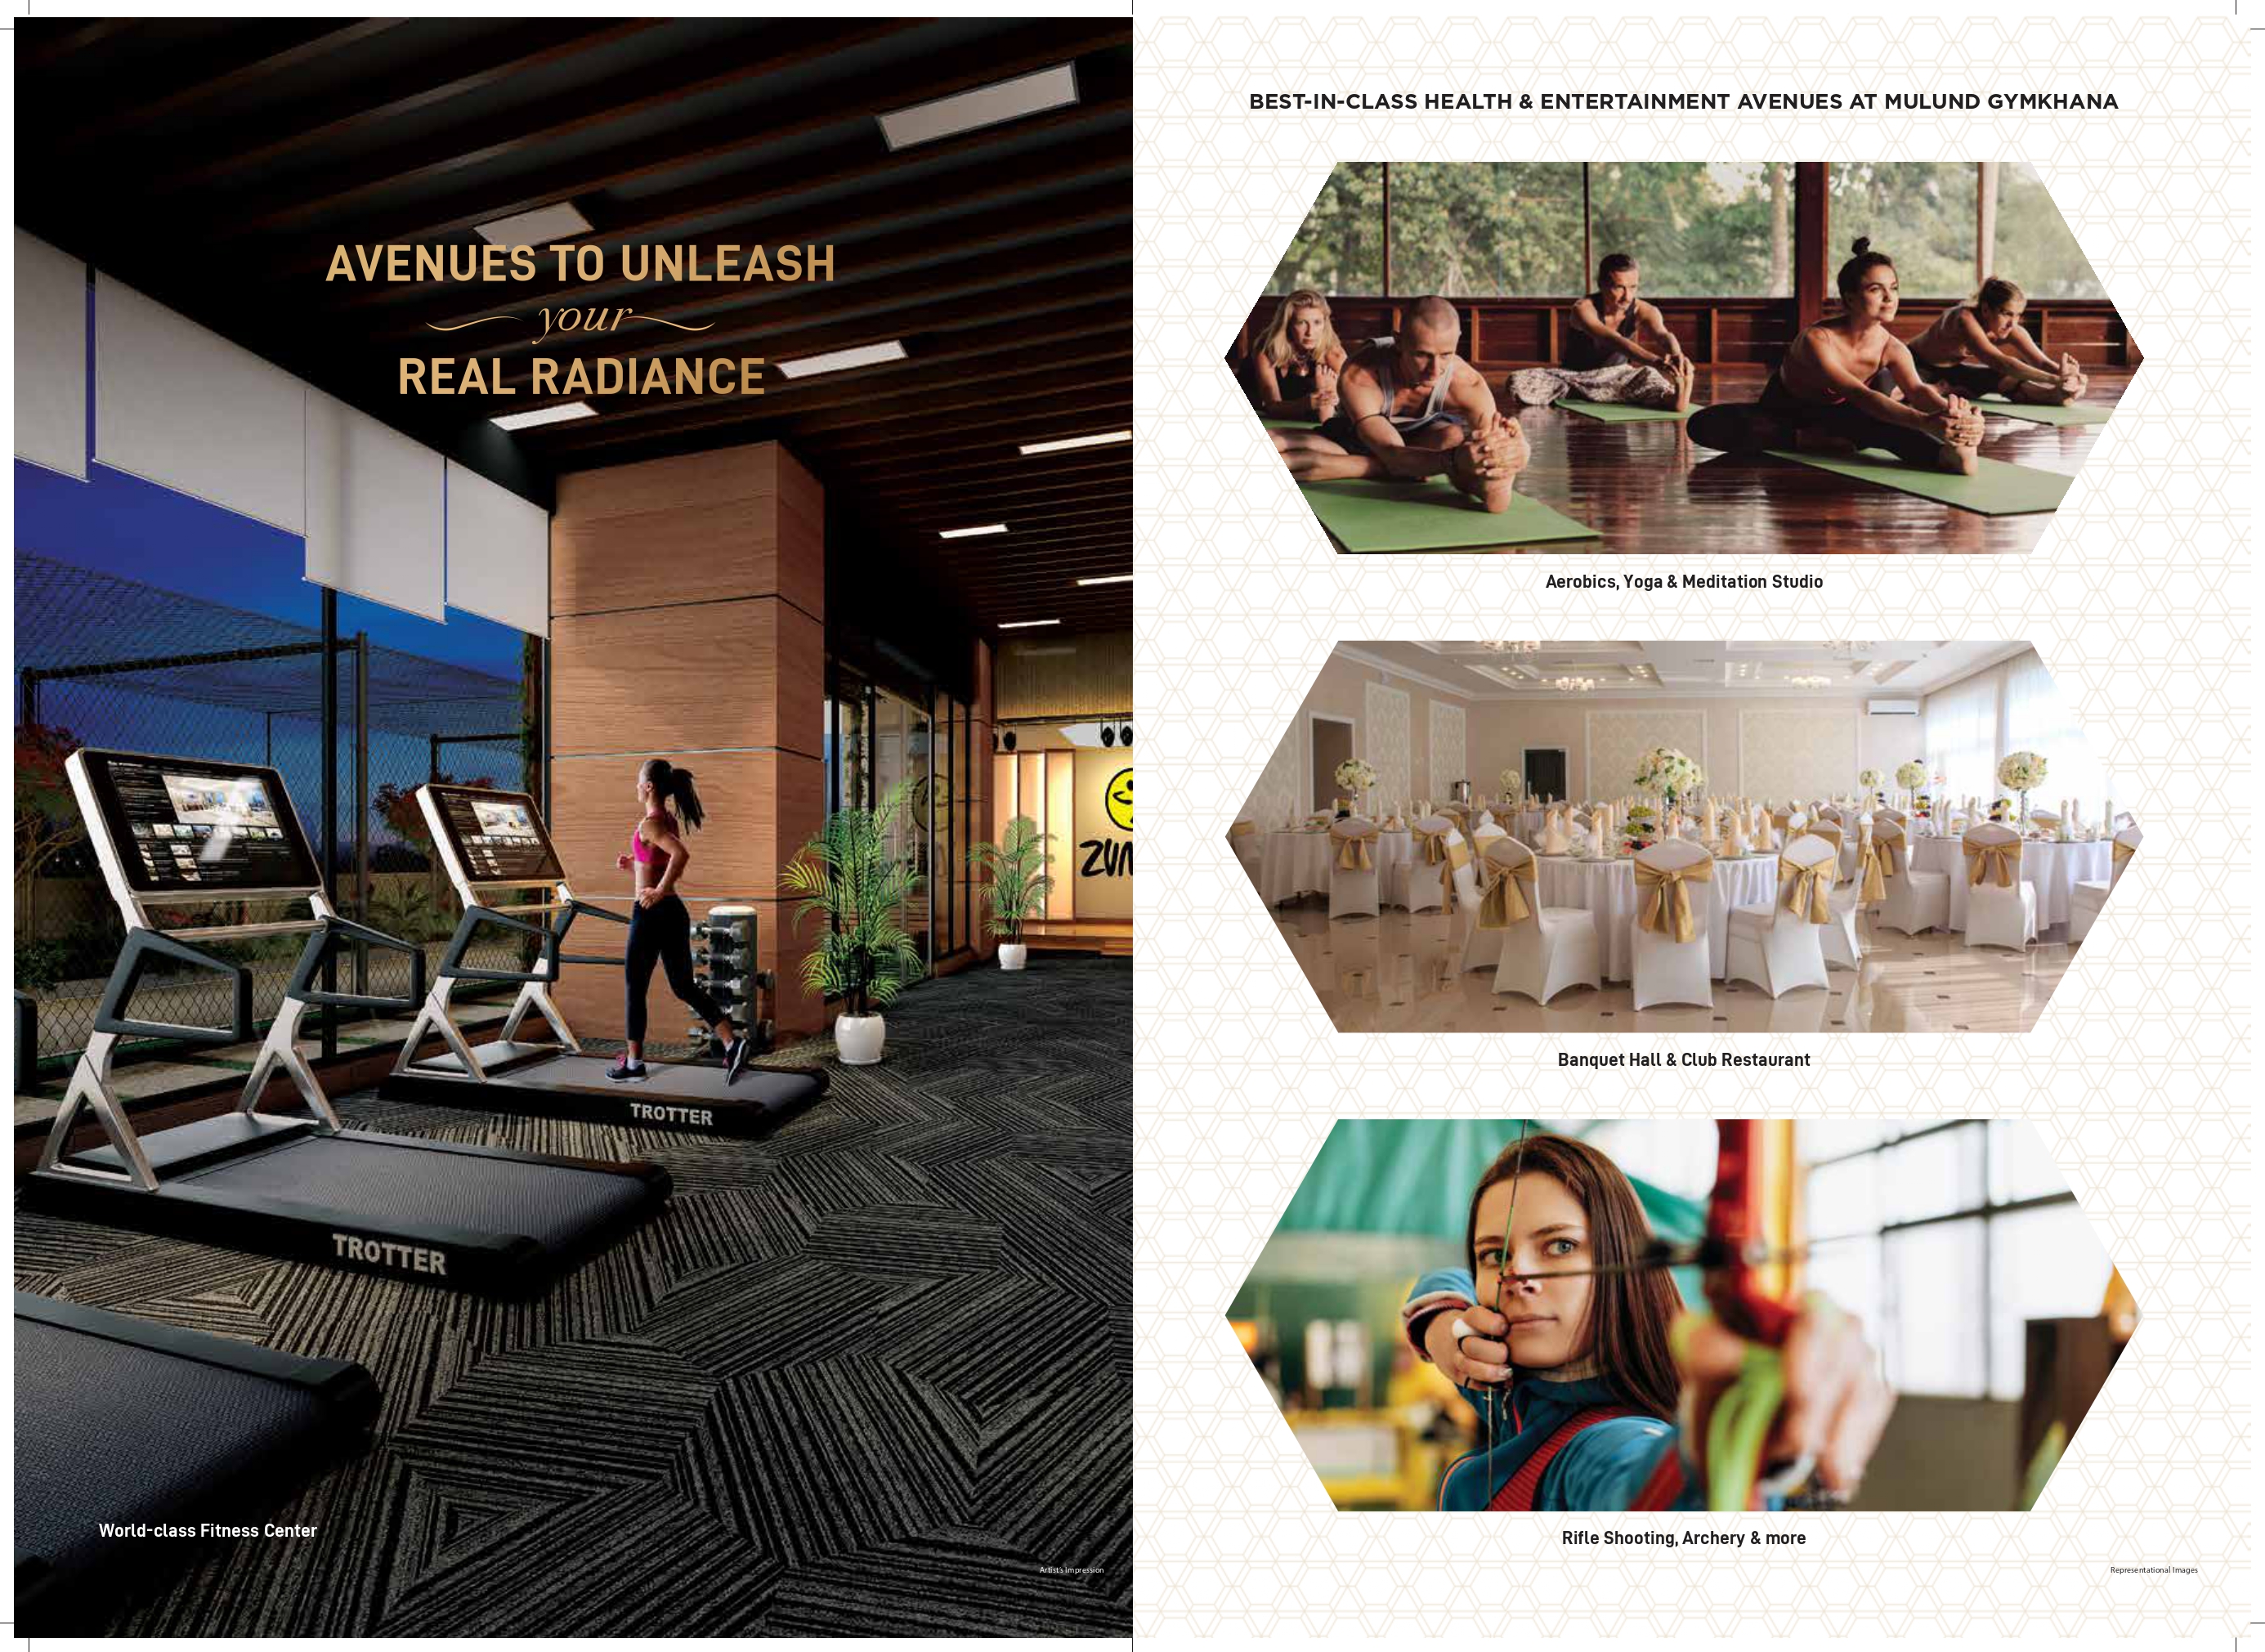 AVENUES TO UNLEASH
your
REAL RADIANCE
TROTTER
TROTTER
World-class Fitness Center
Artist's Impression
BEST-IN-CLASS HEALTH & ENTERTAINMENT AVENUES AT MULUND GYMKHANA
Aerobics, Yoga & Meditation Studio
Banquet Hall & Club Restaurant
Rifle Shooting, Archery & more
Representational Images